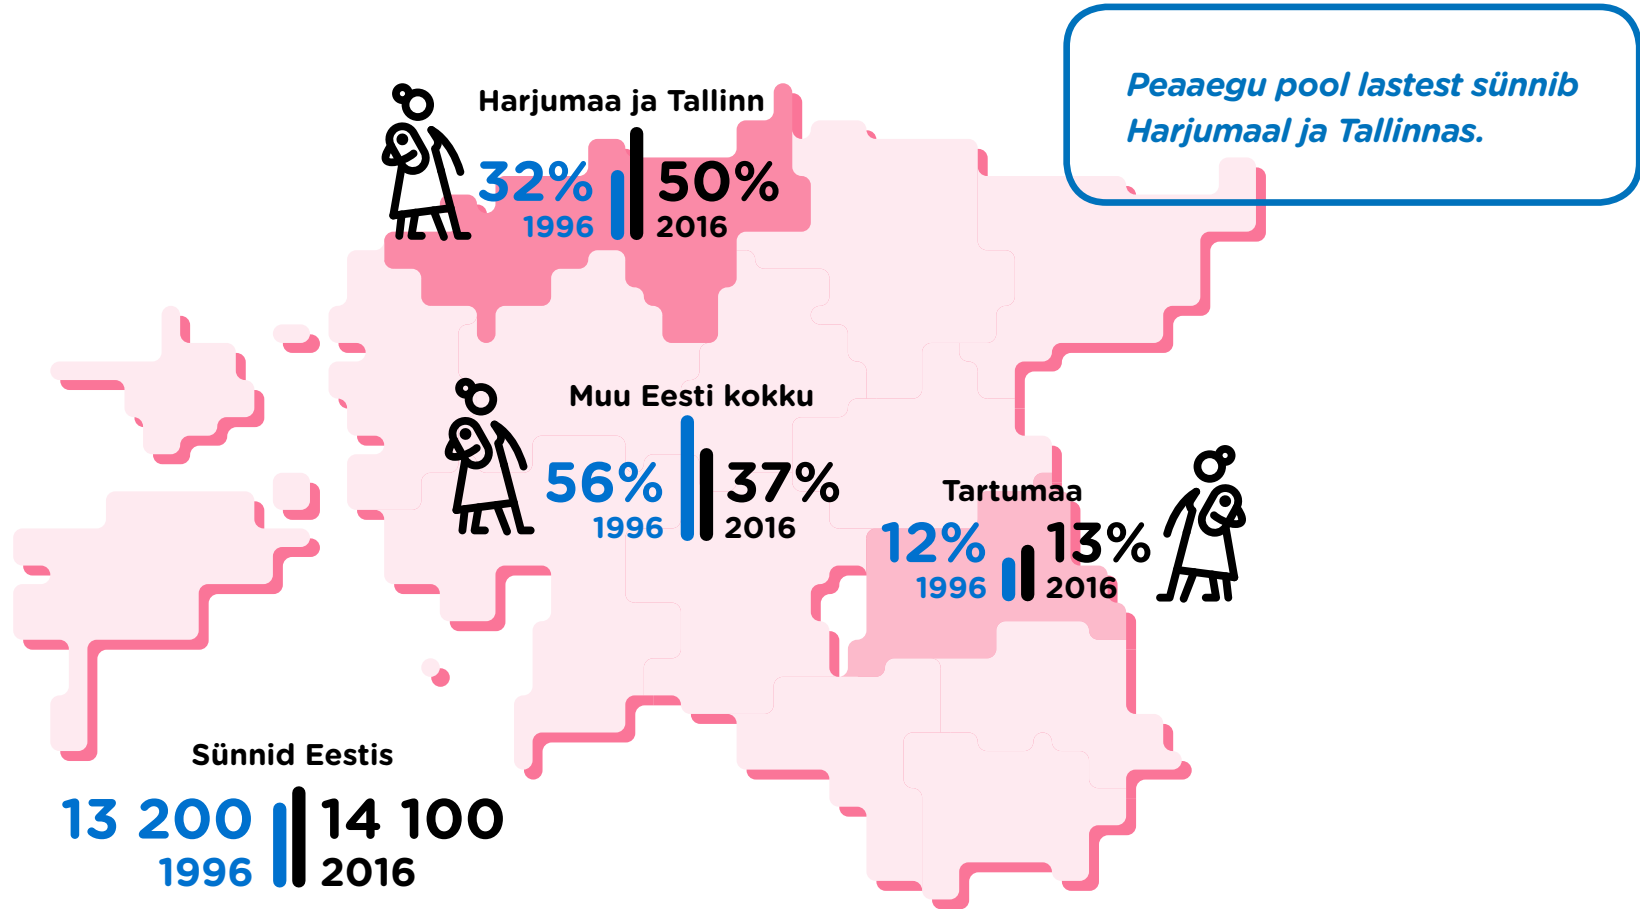 Peaaegu pool lastest sünnib
Harjumaal ja Tallinnas.
Harjumaa ja Tallinn
32% 50%
1996 2016
Muu Eesti kokku
56% 37%
1996 2016
Tartumaa
12% 13%
1996 2016
Sünnid Eestis
13 200 14 100
1996 2016